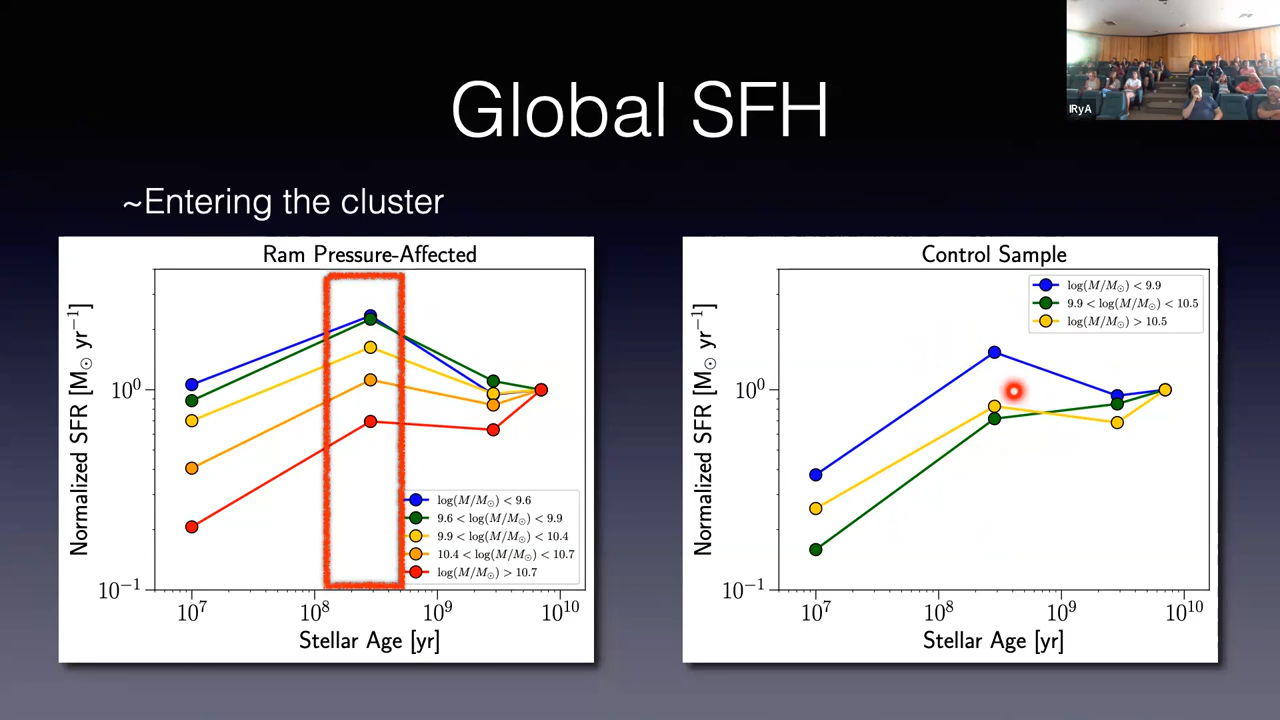 Global SFH
IRyA
~Entering the cluster
Ram Pressure-Affected
Normalized SFR [M⊙ yr⁻¹]
10⁰
10⁻¹
log(M/M⊙) < 9.6
9.6 < log(M/M⊙) < 9.9
9.9 < log(M/M⊙) < 10.4
10.4 < log(M/M⊙) < 10.7
log(M/M⊙) > 10.7
10⁷ 10⁸ 10⁹ 10¹⁰
Stellar Age [yr]
Control Sample
Normalized SFR [M⊙ yr⁻¹]
log(M/M⊙) < 9.9
9.9 < log(M/M⊙) < 10.5
log(M/M⊙) > 10.5
10⁰
10⁻¹
10⁷ 10⁸ 10⁹ 10¹⁰
Stellar Age [yr]